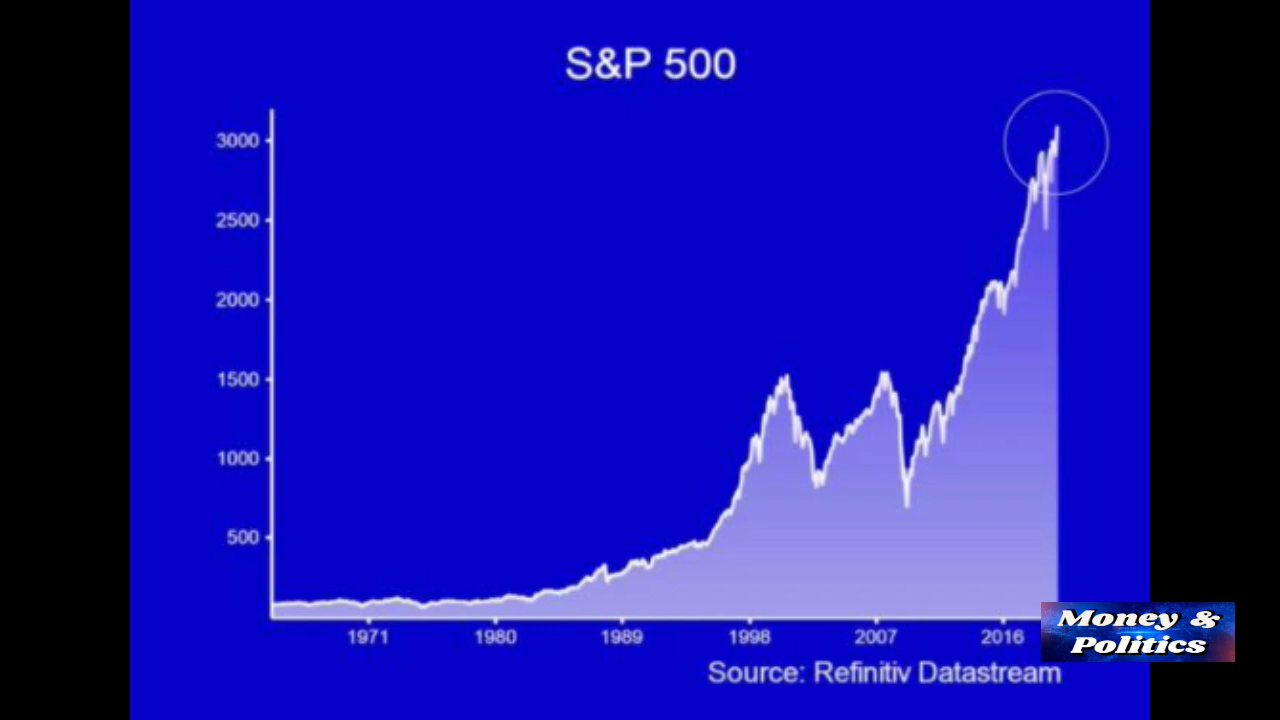 S&P 500
3000
2500
2000
1500
1000
500
1971 1980 1989 1998 2007 2016
Money &
Politics
Source: Refinitiv Datastream